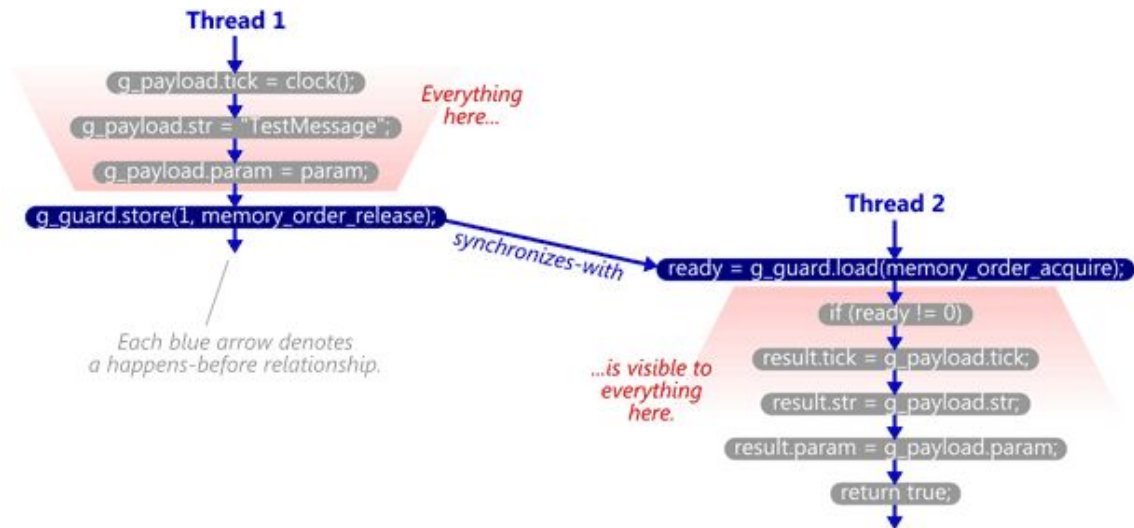 Thread 1
g_payload.tick = clock();
Everything
here...
g_payload.str = "TestMessage";
g_payload.param = param;
g_guard.store(1, memory_order_release);
synchronizes-with
Each blue arrow denotes
a happens-before relationship.
Thread 2
ready = g_guard.load(memory_order_acquire);
if (ready != 0)
...is visible to
everything
here.
result.tick = g_payload.tick;
result.str = g_payload.str;
result.param = g_payload.param;
return true;